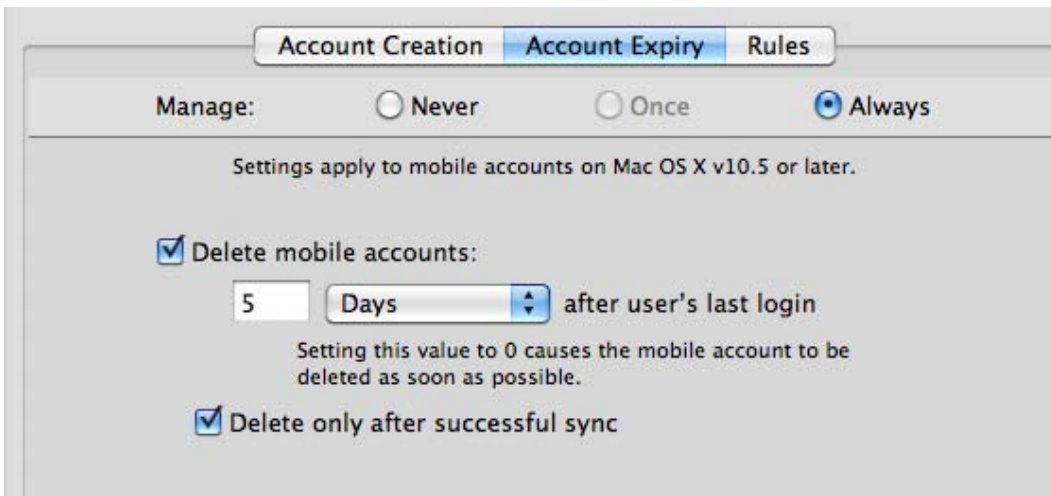 Account Creation Account Expiry Rules
Manage: Never Once Always
Settings apply to mobile accounts on Mac OS X v10.5 or later.
Delete mobile accounts:
5 Days after user's last login
Setting this value to 0 causes the mobile account to be
deleted as soon as possible.
Delete only after successful sync